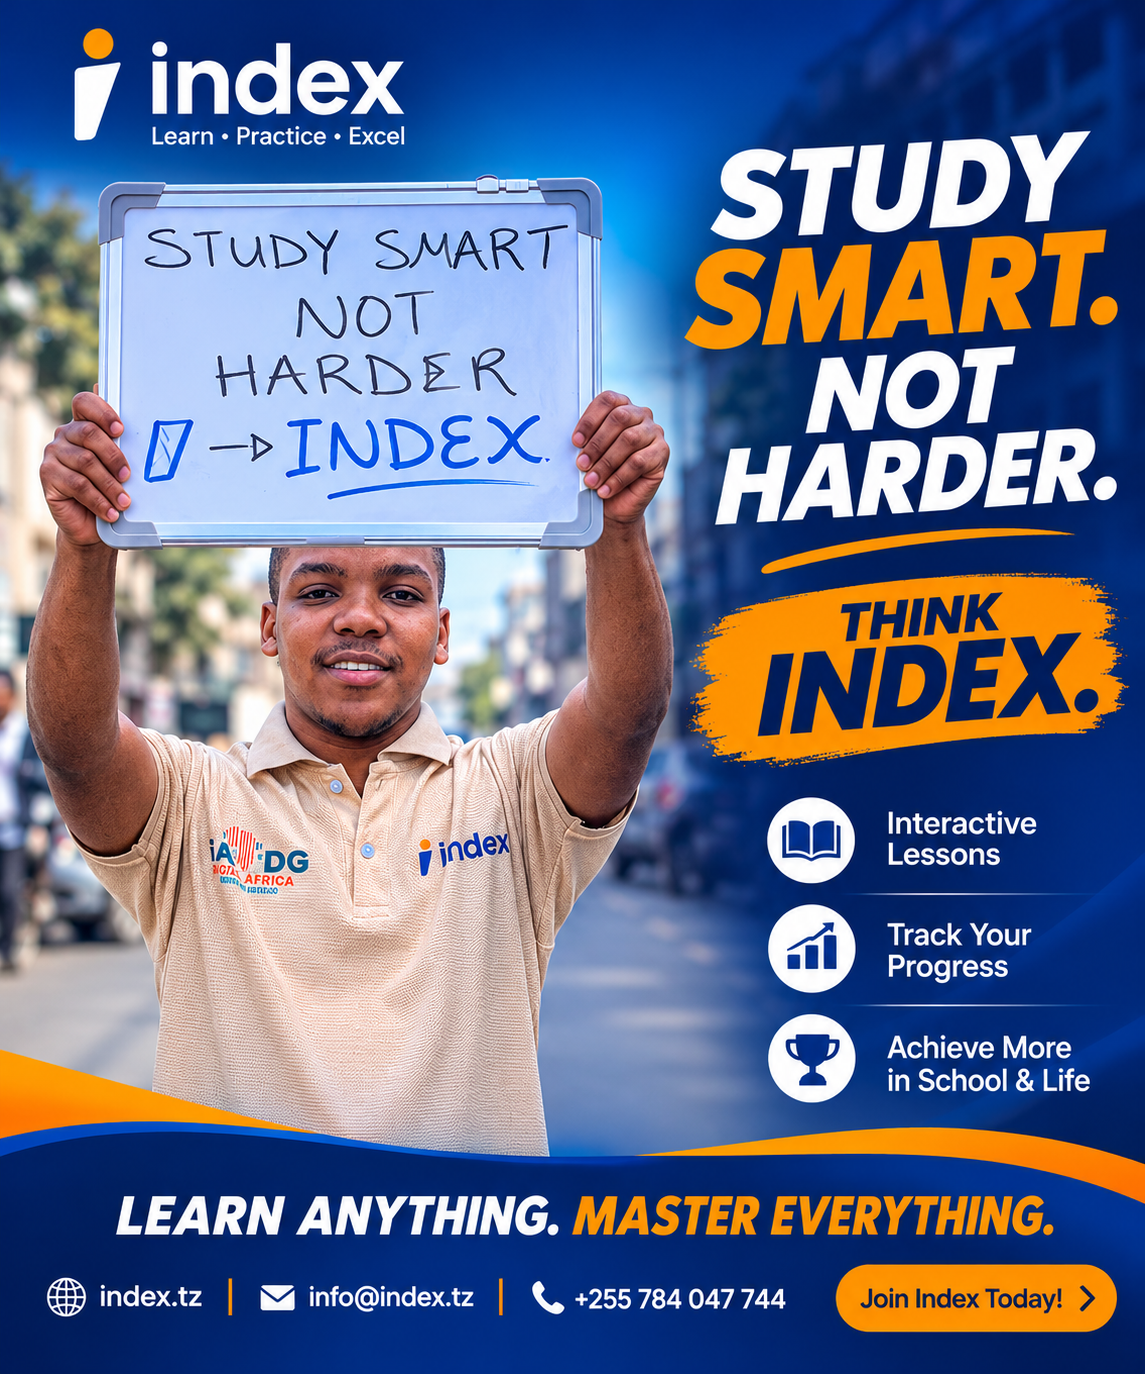 index
Learn • Practice • Excel
STUDY SMART
NOT
HARDER
→ INDEX.
STUDY
SMART.
NOT
HARDER.
THINK
INDEX.
iA DG
AFRICA
index
Interactive
Lessons
Track Your
Progress
Achieve More
in School & Life
LEARN ANYTHING. MASTER EVERYTHING.
index.tz
info@index.tz
+255 784 047 744
Join Index Today!